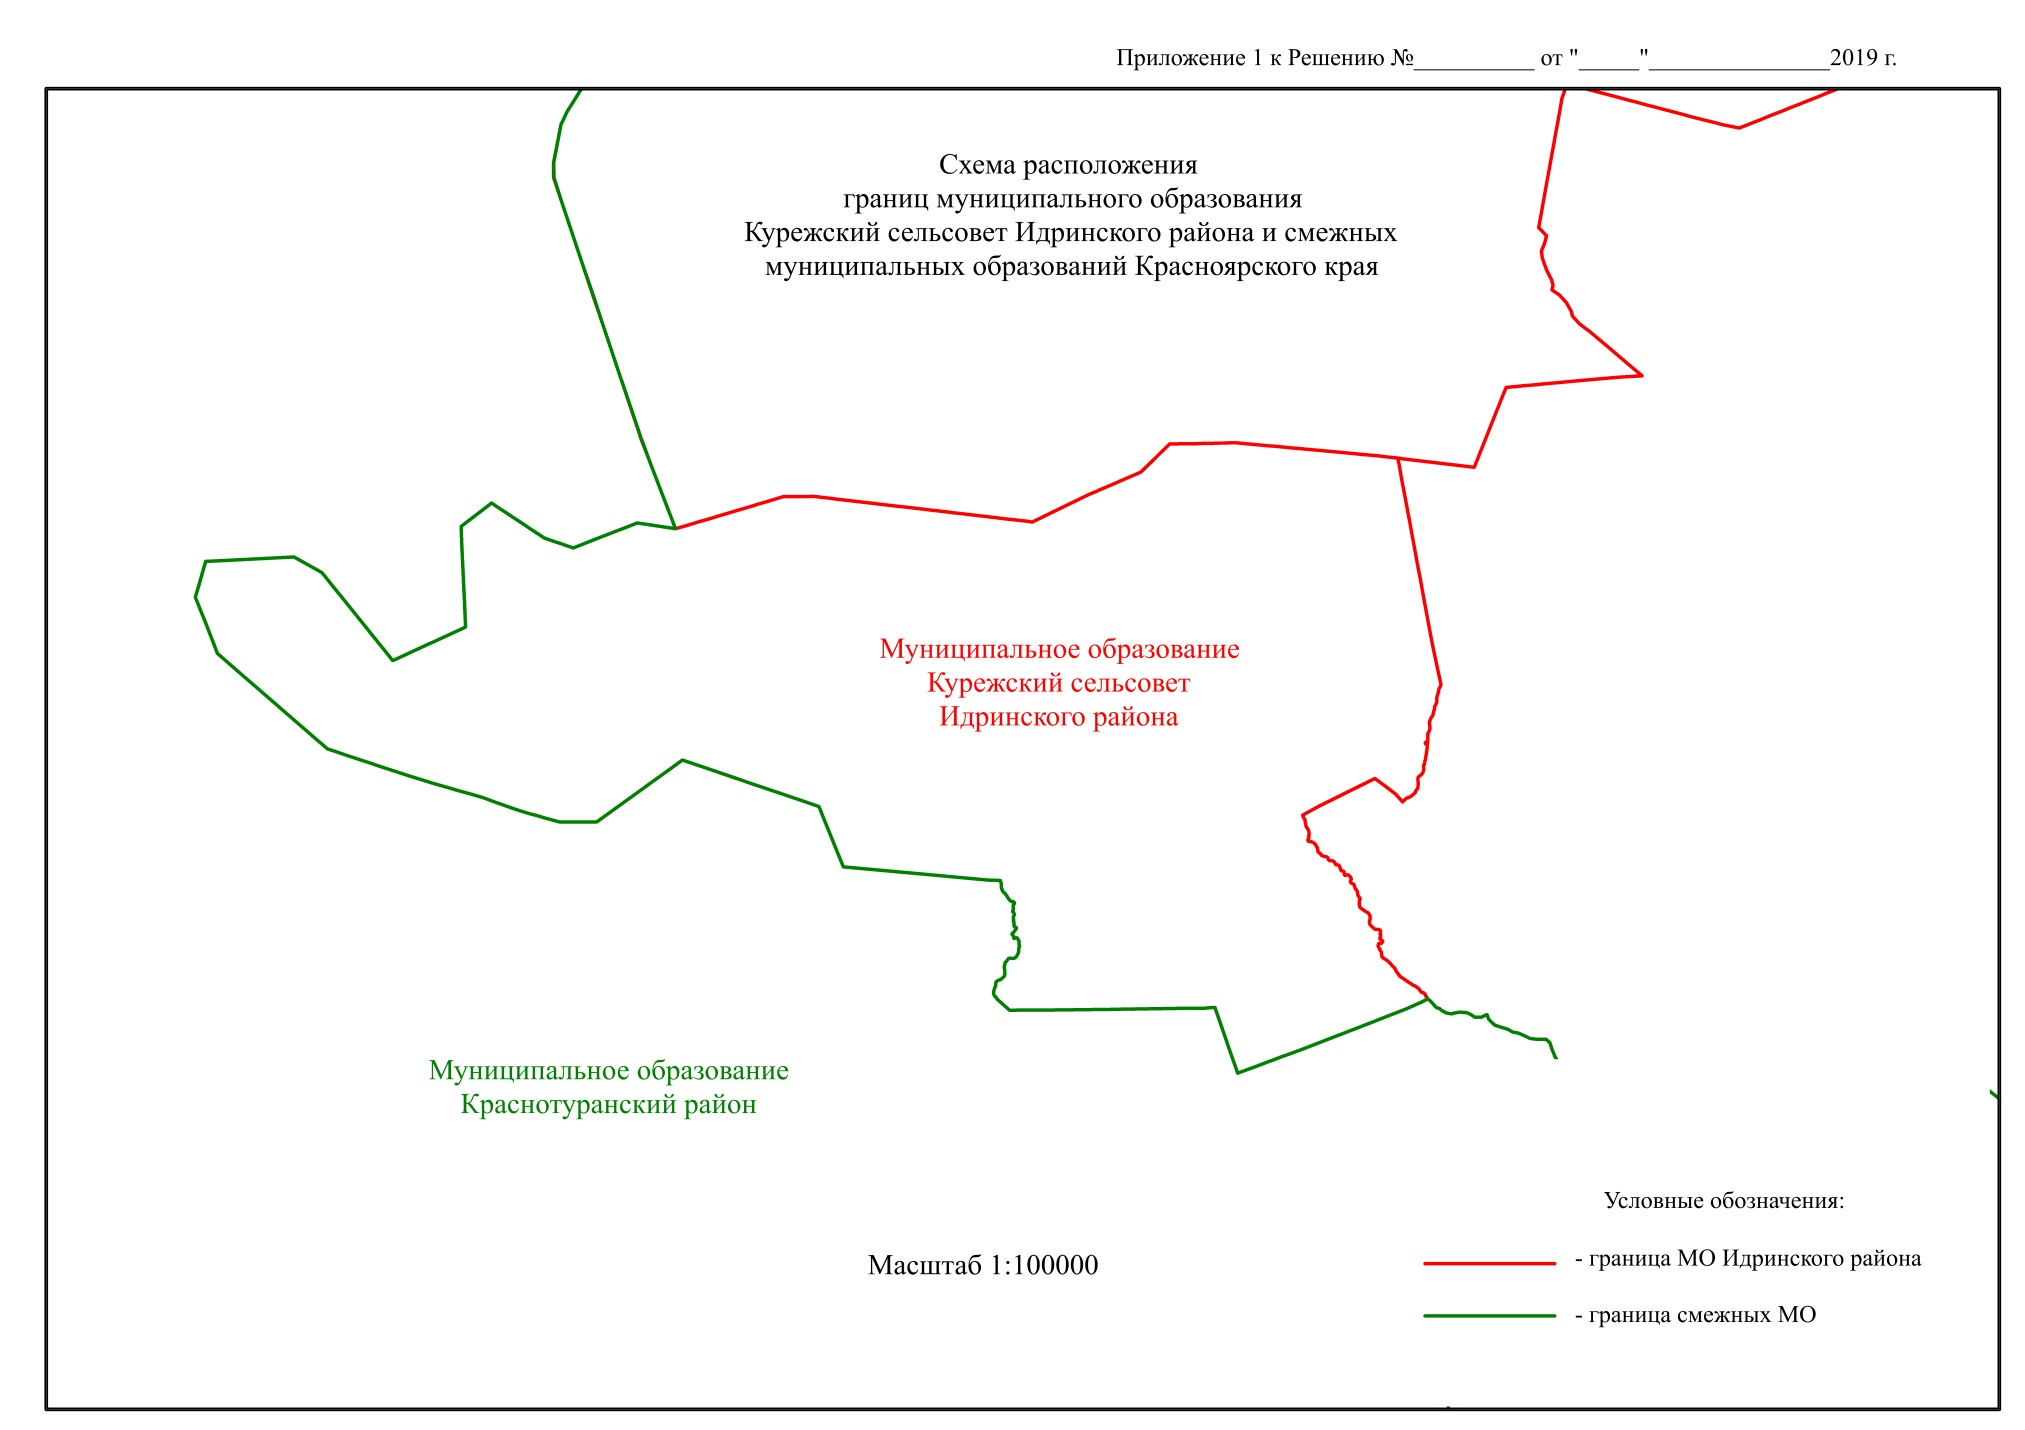 Приложение 1 к Решению №__________ от "_____"_______________2019 г.
Схема расположения
границ муниципального образования
Курежский сельсовет Идринского района и смежных
муниципальных образований Красноярского края
Муниципальное образование
Курежский сельсовет
Идринского района
Муниципальное образование
Краснотуранский район
Масштаб 1:100000
Условные обозначения:
- граница МО Идринского района
- граница смежных МО